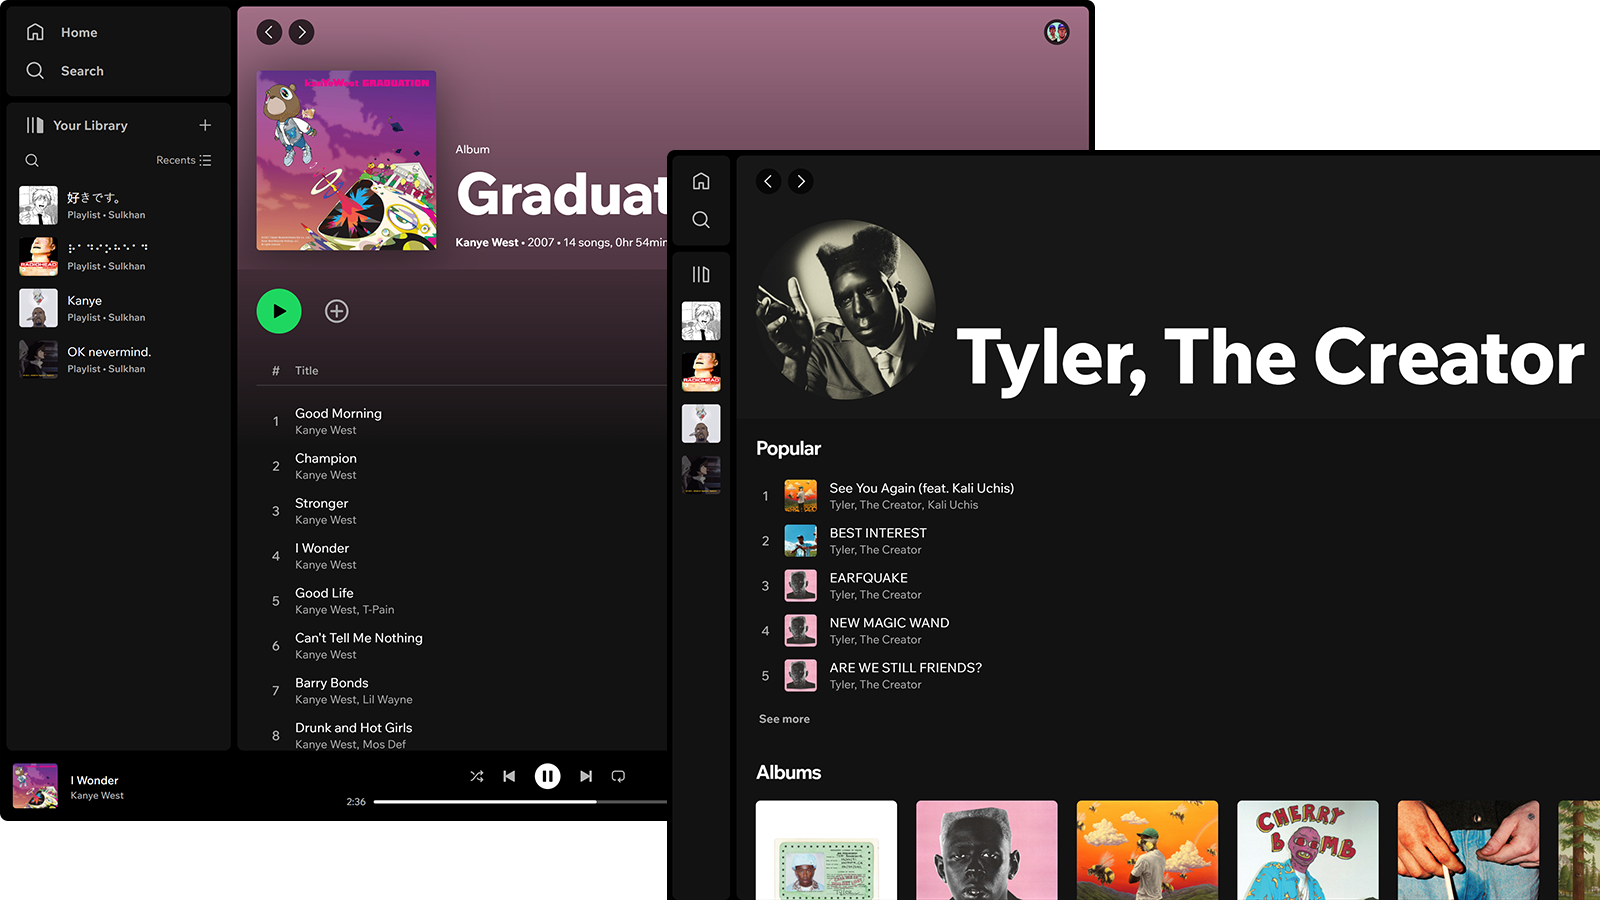 Home
Search
Your Library
Recents
好きです。
Playlist • Sulkhan
Playlist • Sulkhan
RADIOHEAD
Kanye
Playlist • Sulkhan
OK nevermind.
Playlist • Sulkhan
KanYeWest GRADUATION
Album
Graduat
Kanye West • 2007 • 14 songs, 0hr 54min
# Title
1 Good Morning
Kanye West
2 Champion
Kanye West
3 Stronger
Kanye West
4 I Wonder
Kanye West
5 Good Life
Kanye West, T-Pain
6 Can't Tell Me Nothing
Kanye West
7 Barry Bonds
Kanye West, Lil Wayne
8 Drunk and Hot Girls
Kanye West, Mos Def
I Wonder
Kanye West
2:36
RADIOHEAD
Tyler, The Creator
Popular
1 See You Again (feat. Kali Uchis)
Tyler, The Creator, Kali Uchis
2 BEST INTEREST
Tyler, The Creator
3 EARFQUAKE
Tyler, The Creator
4 NEW MAGIC WAND
Tyler, The Creator
5 ARE WE STILL FRIENDS?
Tyler, The Creator
See more
Albums
CHERRY
BOMB